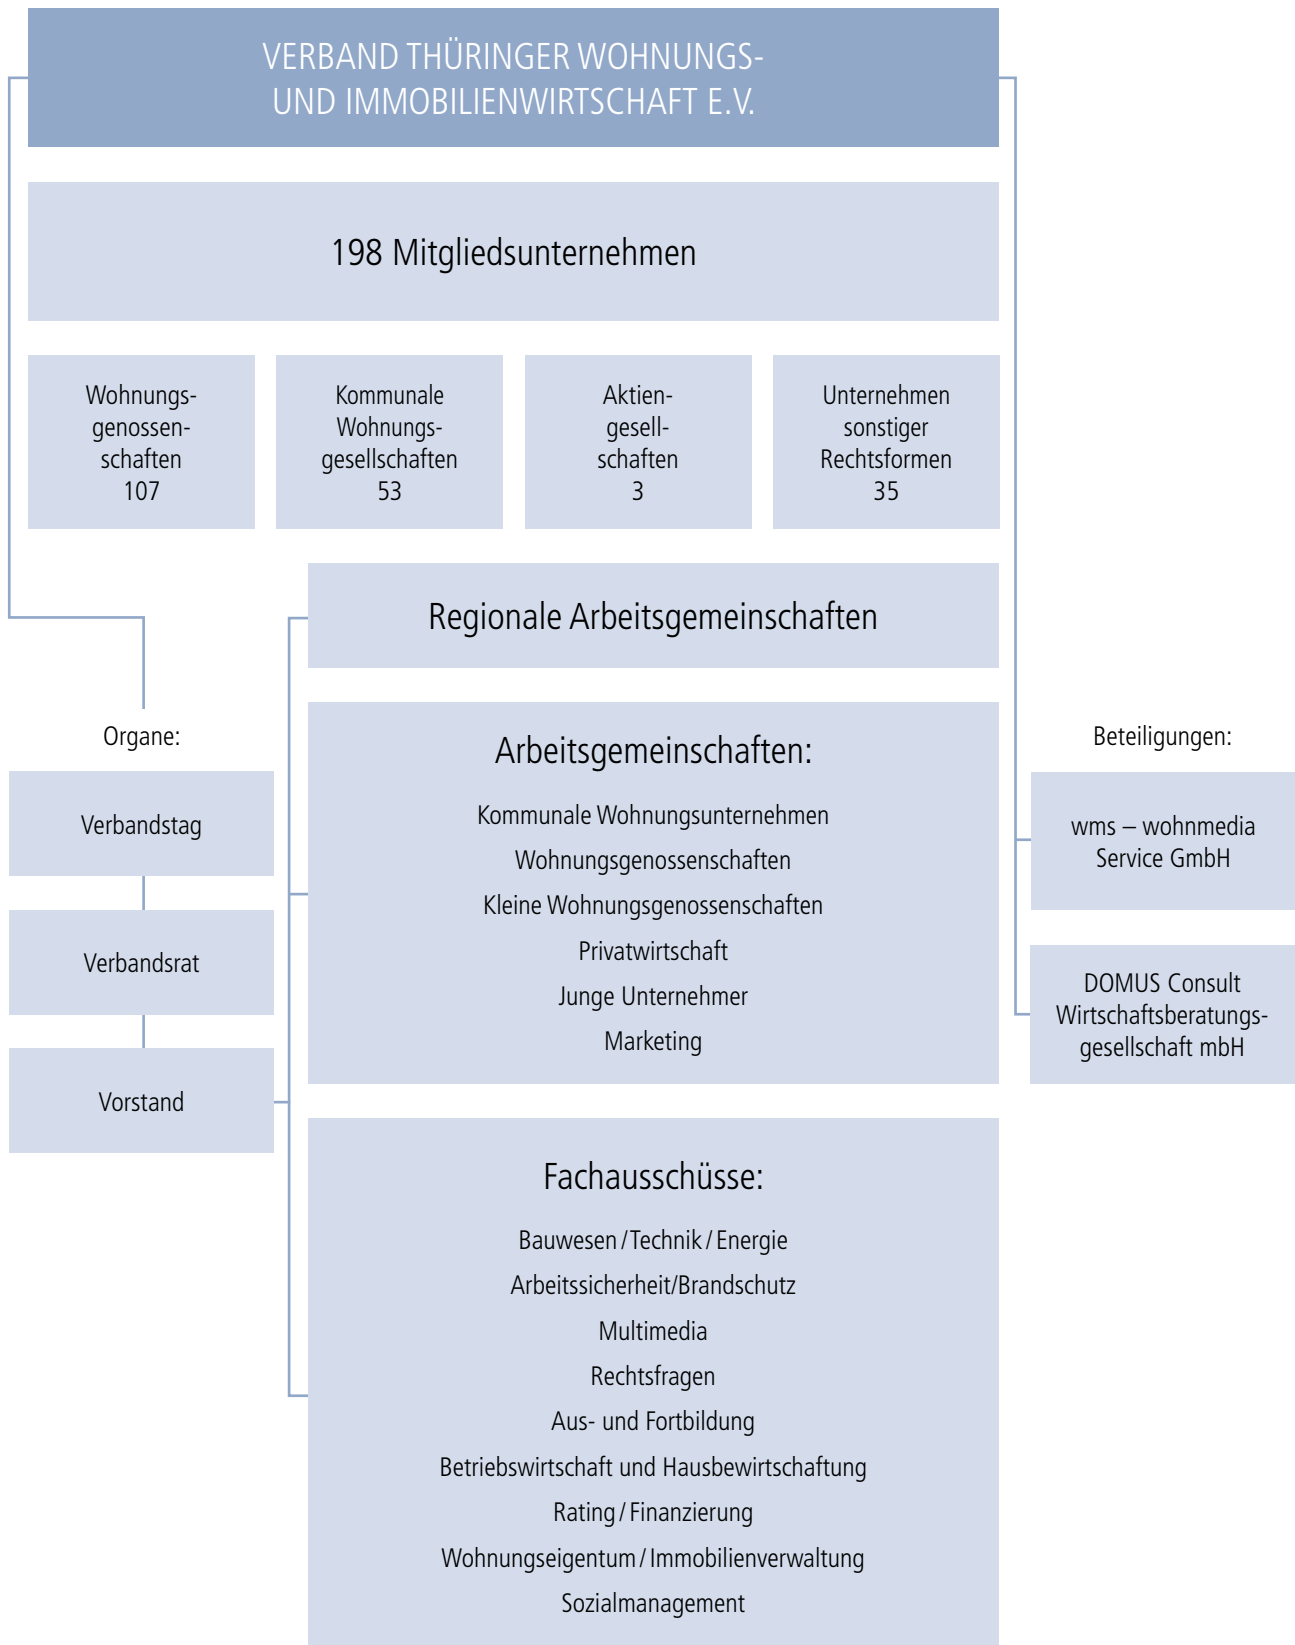 VERBAND THÜRINGER WOHNUNGS-
UND IMMOBILIENWIRTSCHAFT E.V.
198 Mitgliedsunternehmen
Wohnungs-
genossen-
schaften
107
Kommunale
Wohnungs-
gesellschaften
53
Aktien-
gesell-
schaften
3
Unternehmen
sonstiger
Rechtsformen
35
Regionale Arbeitsgemeinschaften
Organe:
Verbandstag
Verbandsrat
Vorstand
Arbeitsgemeinschaften:
Kommunale Wohnungsunternehmen
Wohnungsgenossenschaften
Kleine Wohnungsgenossenschaften
Privatwirtschaft
Junge Unternehmer
Marketing
Beteiligungen:
wms – wohnmedia
Service GmbH
DOMUS Consult
Wirtschaftsberatungs-
gesellschaft mbH
Fachausschüsse:
Bauwesen / Technik / Energie
Arbeitssicherheit/Brandschutz
Multimedia
Rechtsfragen
Aus- und Fortbildung
Betriebswirtschaft und Hausbewirtschaftung
Rating / Finanzierung
Wohnungseigentum / Immobilienverwaltung
Sozialmanagement